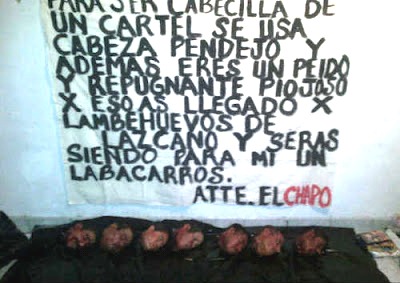 PARA SER CABECILLA DE
UN CARTEL SE USA
CABEZA PENDEJO Y
ADEMAS ERES UN PEIDO
Y REPUGNANTE PIOJOSO
X ESO AS LLEGADO X
LAMBEHUEVOS DE
LAZCANO Y SERAS
SIENDO PARA MI UN
LABACARROS.
ATTE. EL CHAPO